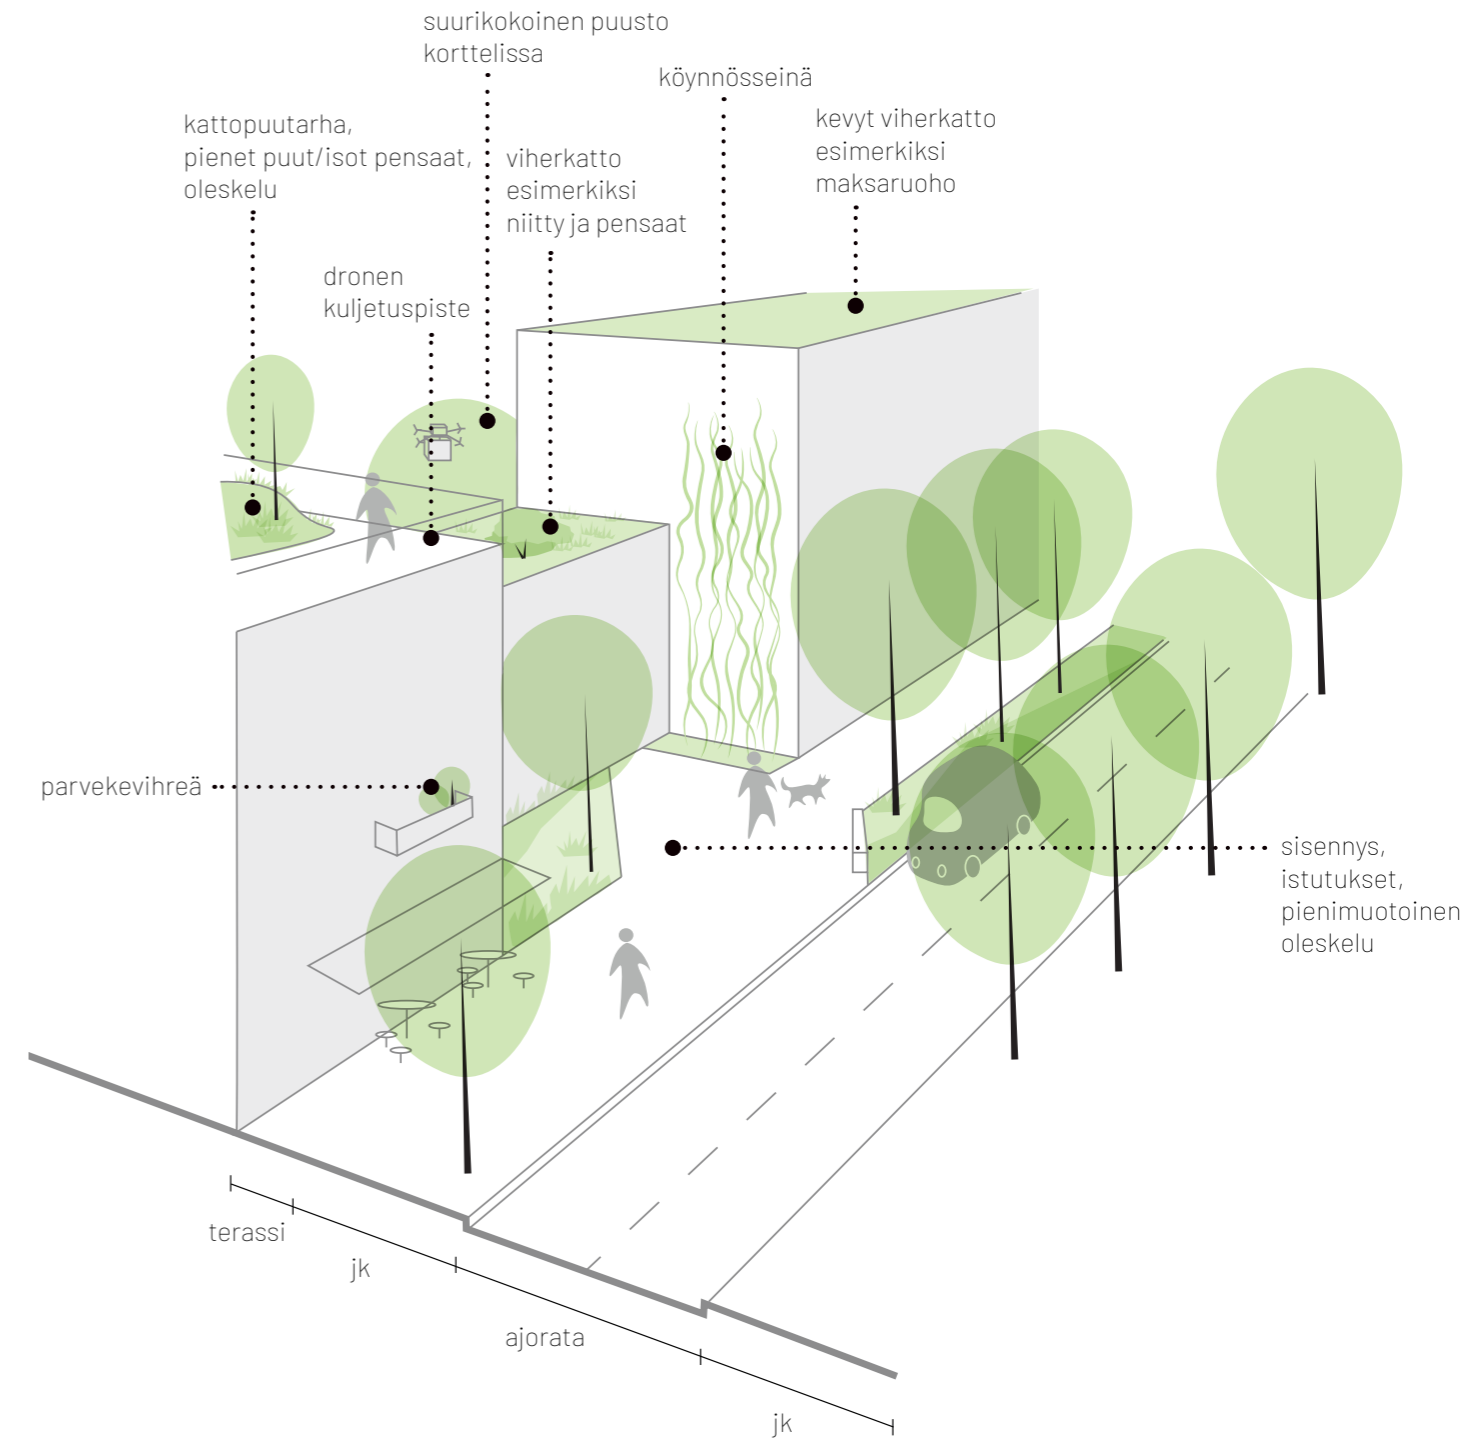 suurikokoinen puusto
korttelissa
köynnösseinä
kattopuutarha,
pienet puut/isot pensaat,
oleskelu
viherkatto
esimerkiksi
niitty ja pensaat
kevyt viherkatto
esimerkiksi
maksaruoho
dronen
kuljetuspiste
parvekevihreä
sisennys,
istutukset,
pienimuotoinen
oleskelu
terassi
jk
ajorata
jk